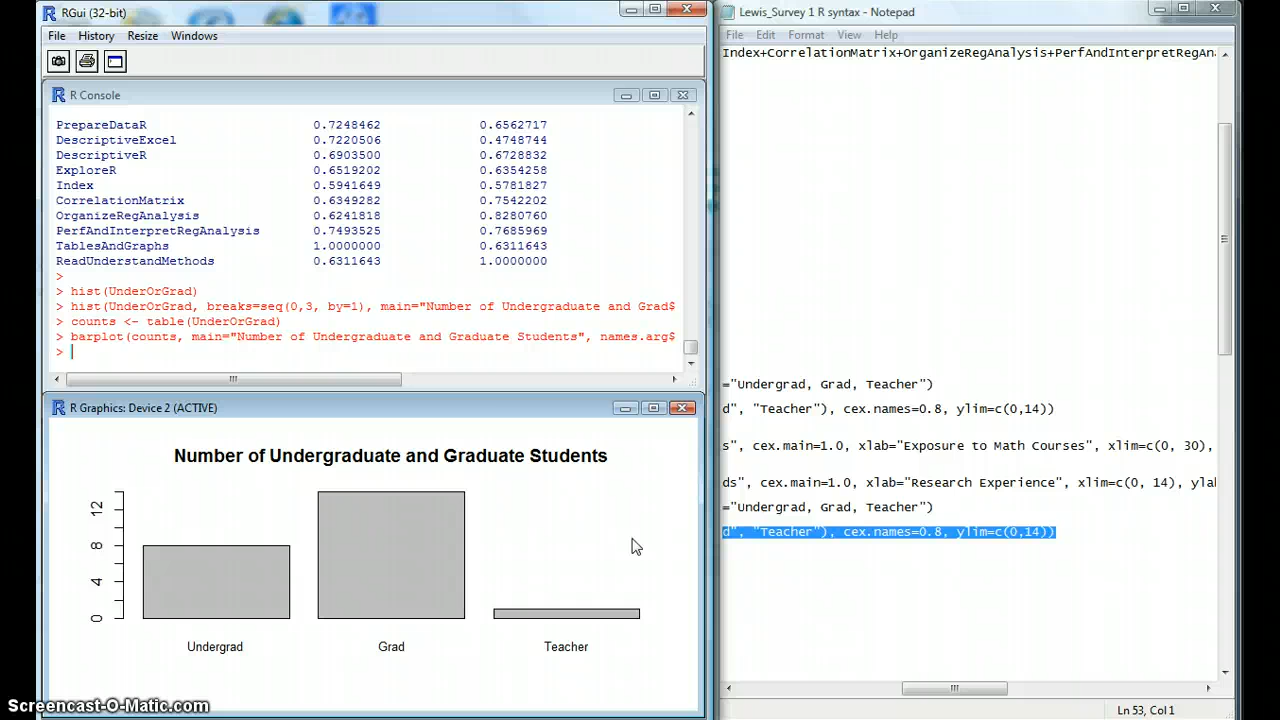 RGui (32-bit)
File History Resize Windows
R Console
PrepareDataR 0.7248462 0.6562717
DescriptiveExcel 0.7220506 0.4748744
DescriptiveR 0.6903500 0.6728832
ExploreR 0.6519202 0.6354258
Index 0.5941649 0.5781827
CorrelationMatrix 0.6349282 0.7542202
OrganizeRegAnalysis 0.6241818 0.8280760
PerfAndInterpretRegAnalysis 0.7493525 0.7685969
TablesAndGraphs 1.0000000 0.6311643
ReadUnderstandMethods 0.6311643 1.0000000
>
> hist(UnderOrGrad)
> hist(UnderOrGrad, breaks=seq(0,3, by=1), main="Number of Undergraduate and Grad$
> counts <- table(UnderOrGrad)
> barplot(counts, main="Number of Undergraduate and Graduate Students", names.arg$
>
R Graphics: Device 2 (ACTIVE)
Number of Undergraduate and Graduate Students
12
8
4
0
Undergrad Grad Teacher
Screencast-O-Matic.com
Lewis_Survey 1 R syntax - Notepad
File Edit Format View Help
Index+CorrelationMatrix+OrganizeRegAnalysis+PerfAndInterpretRegAn
="Undergrad, Grad, Teacher")
d", "Teacher"), cex.names=0.8, ylim=c(0,14))
s", cex.main=1.0, xlab="Exposure to Math Courses", xlim=c(0, 30),
ds", cex.main=1.0, xlab="Research Experience", xlim=c(0, 14), ylab
="Undergrad, Grad, Teacher")
d", "Teacher"), cex.names=0.8, ylim=c(0,14))
Ln 53, Col 1